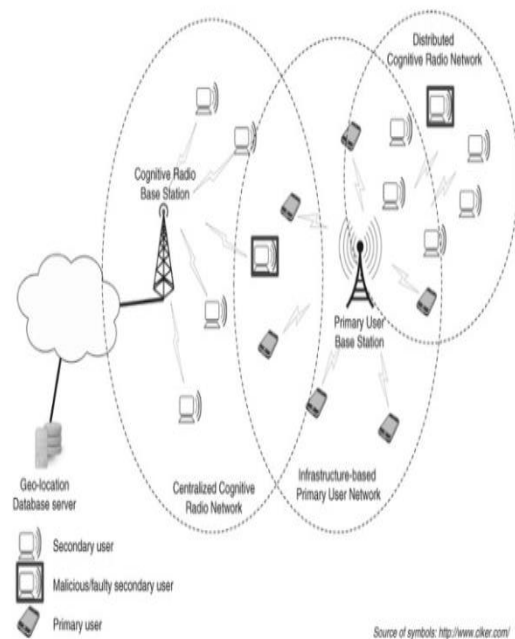 Distributed
Cognitive Radio Network
Cognitive Radio
Base Station
Primary User
Base Station
Geo-location
Database server
Centralized Cognitive
Radio Network
Infrastructure-based
Primary User Network
Secondary user
Malicious/faulty secondary user
Primary user
Source of symbols: http://www.clker.com/